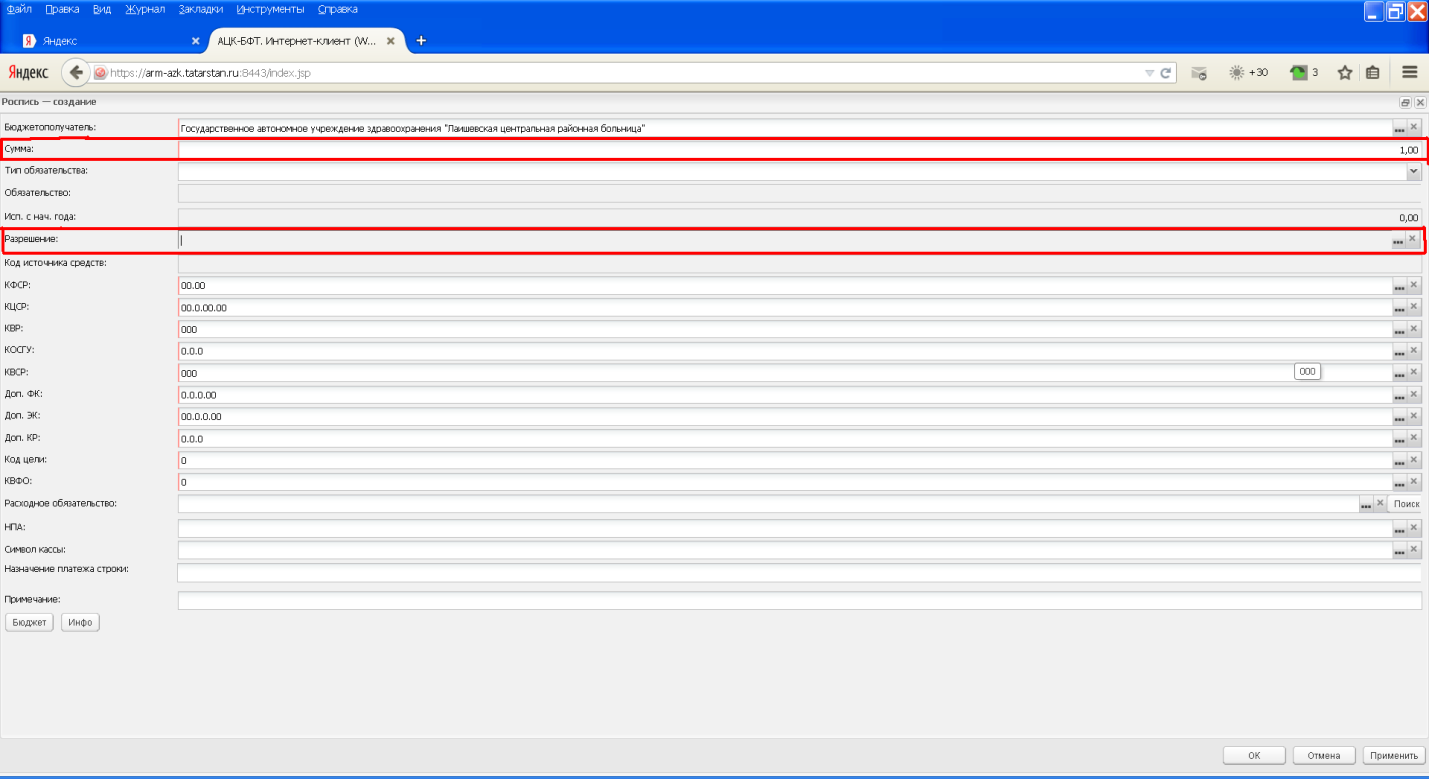 Файл Правка Вид Журнал Закладки Инструменты Справка
Я Яндекс × АЦК-БФТ. Интернет-клиент (W... × +
Яндекс https://arm-azk.tatarstan.ru:8443/index.jsp +30 3
Роспись — создание
Бюджетополучатель: Государственное автономное учреждение здравоохранения "Лаишевская центральная районная больница" ...
Сумма: 1,00
Тип обязательства:
Обязательство:
Исп. с нач. года: 0,00
Разрешение: ...
Код источника средств:
КФСР: 00.00 ...
КЦСР: 00.0.00.00 ...
КВР: 000 ...
КОСГУ: 0.0.0 ...
КВСР: 000 000 ...
Доп. ФК: 0.0.0.00 ...
Доп. ЭК: 00.0.0.00 ...
Доп. КР: 0.0.0 ...
Код цели: 0 ...
КВФО: 0 ...
Расходное обязательство: ... Поиск
НПА: ...
Символ кассы: ...
Назначение платежа строки:
Примечание:
Бюджет Инфо
OK Отмена Применить